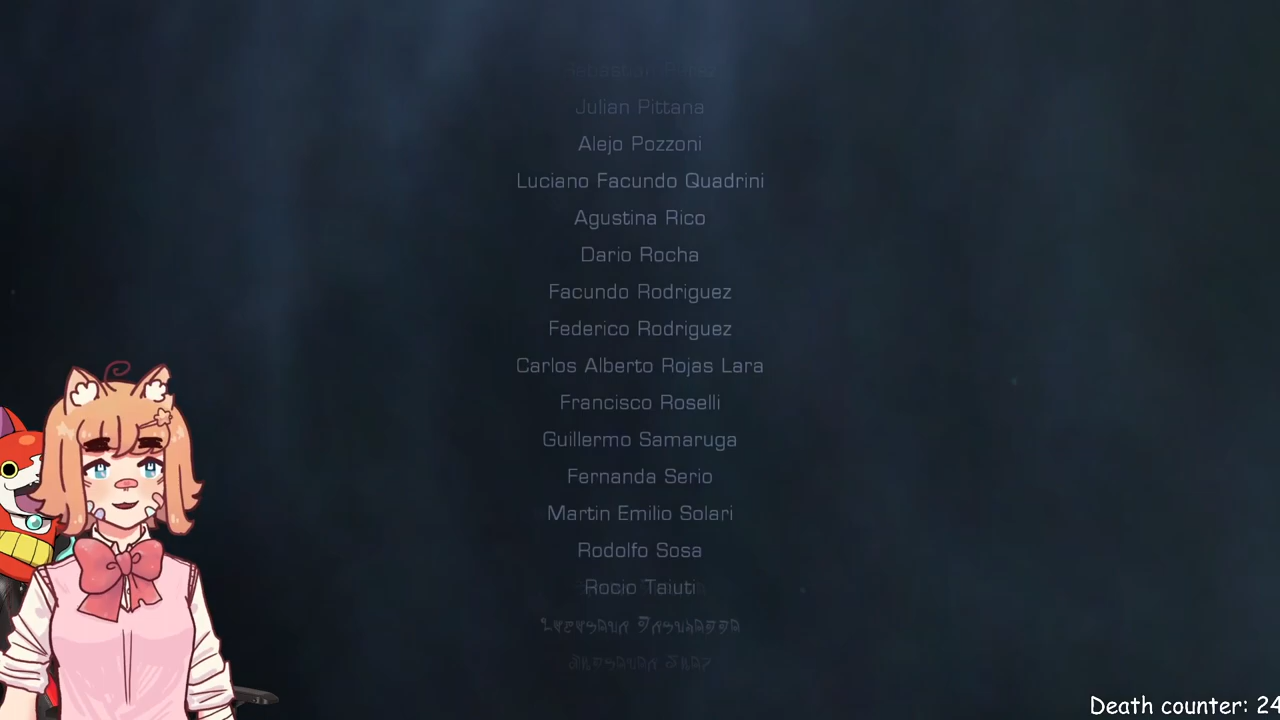 Julian Pittana
Alejo Pozzoni
Luciano Facundo Quadrini
Agustina Rico
Dario Rocha
Facundo Rodriguez
Federico Rodriguez
Carlos Alberto Rojas Lara
Francisco Roselli
Guillermo Samaruga
Fernanda Serio
Martin Emilio Solari
Rodolfo Sosa
Rocio Taiuti
Death counter: 24